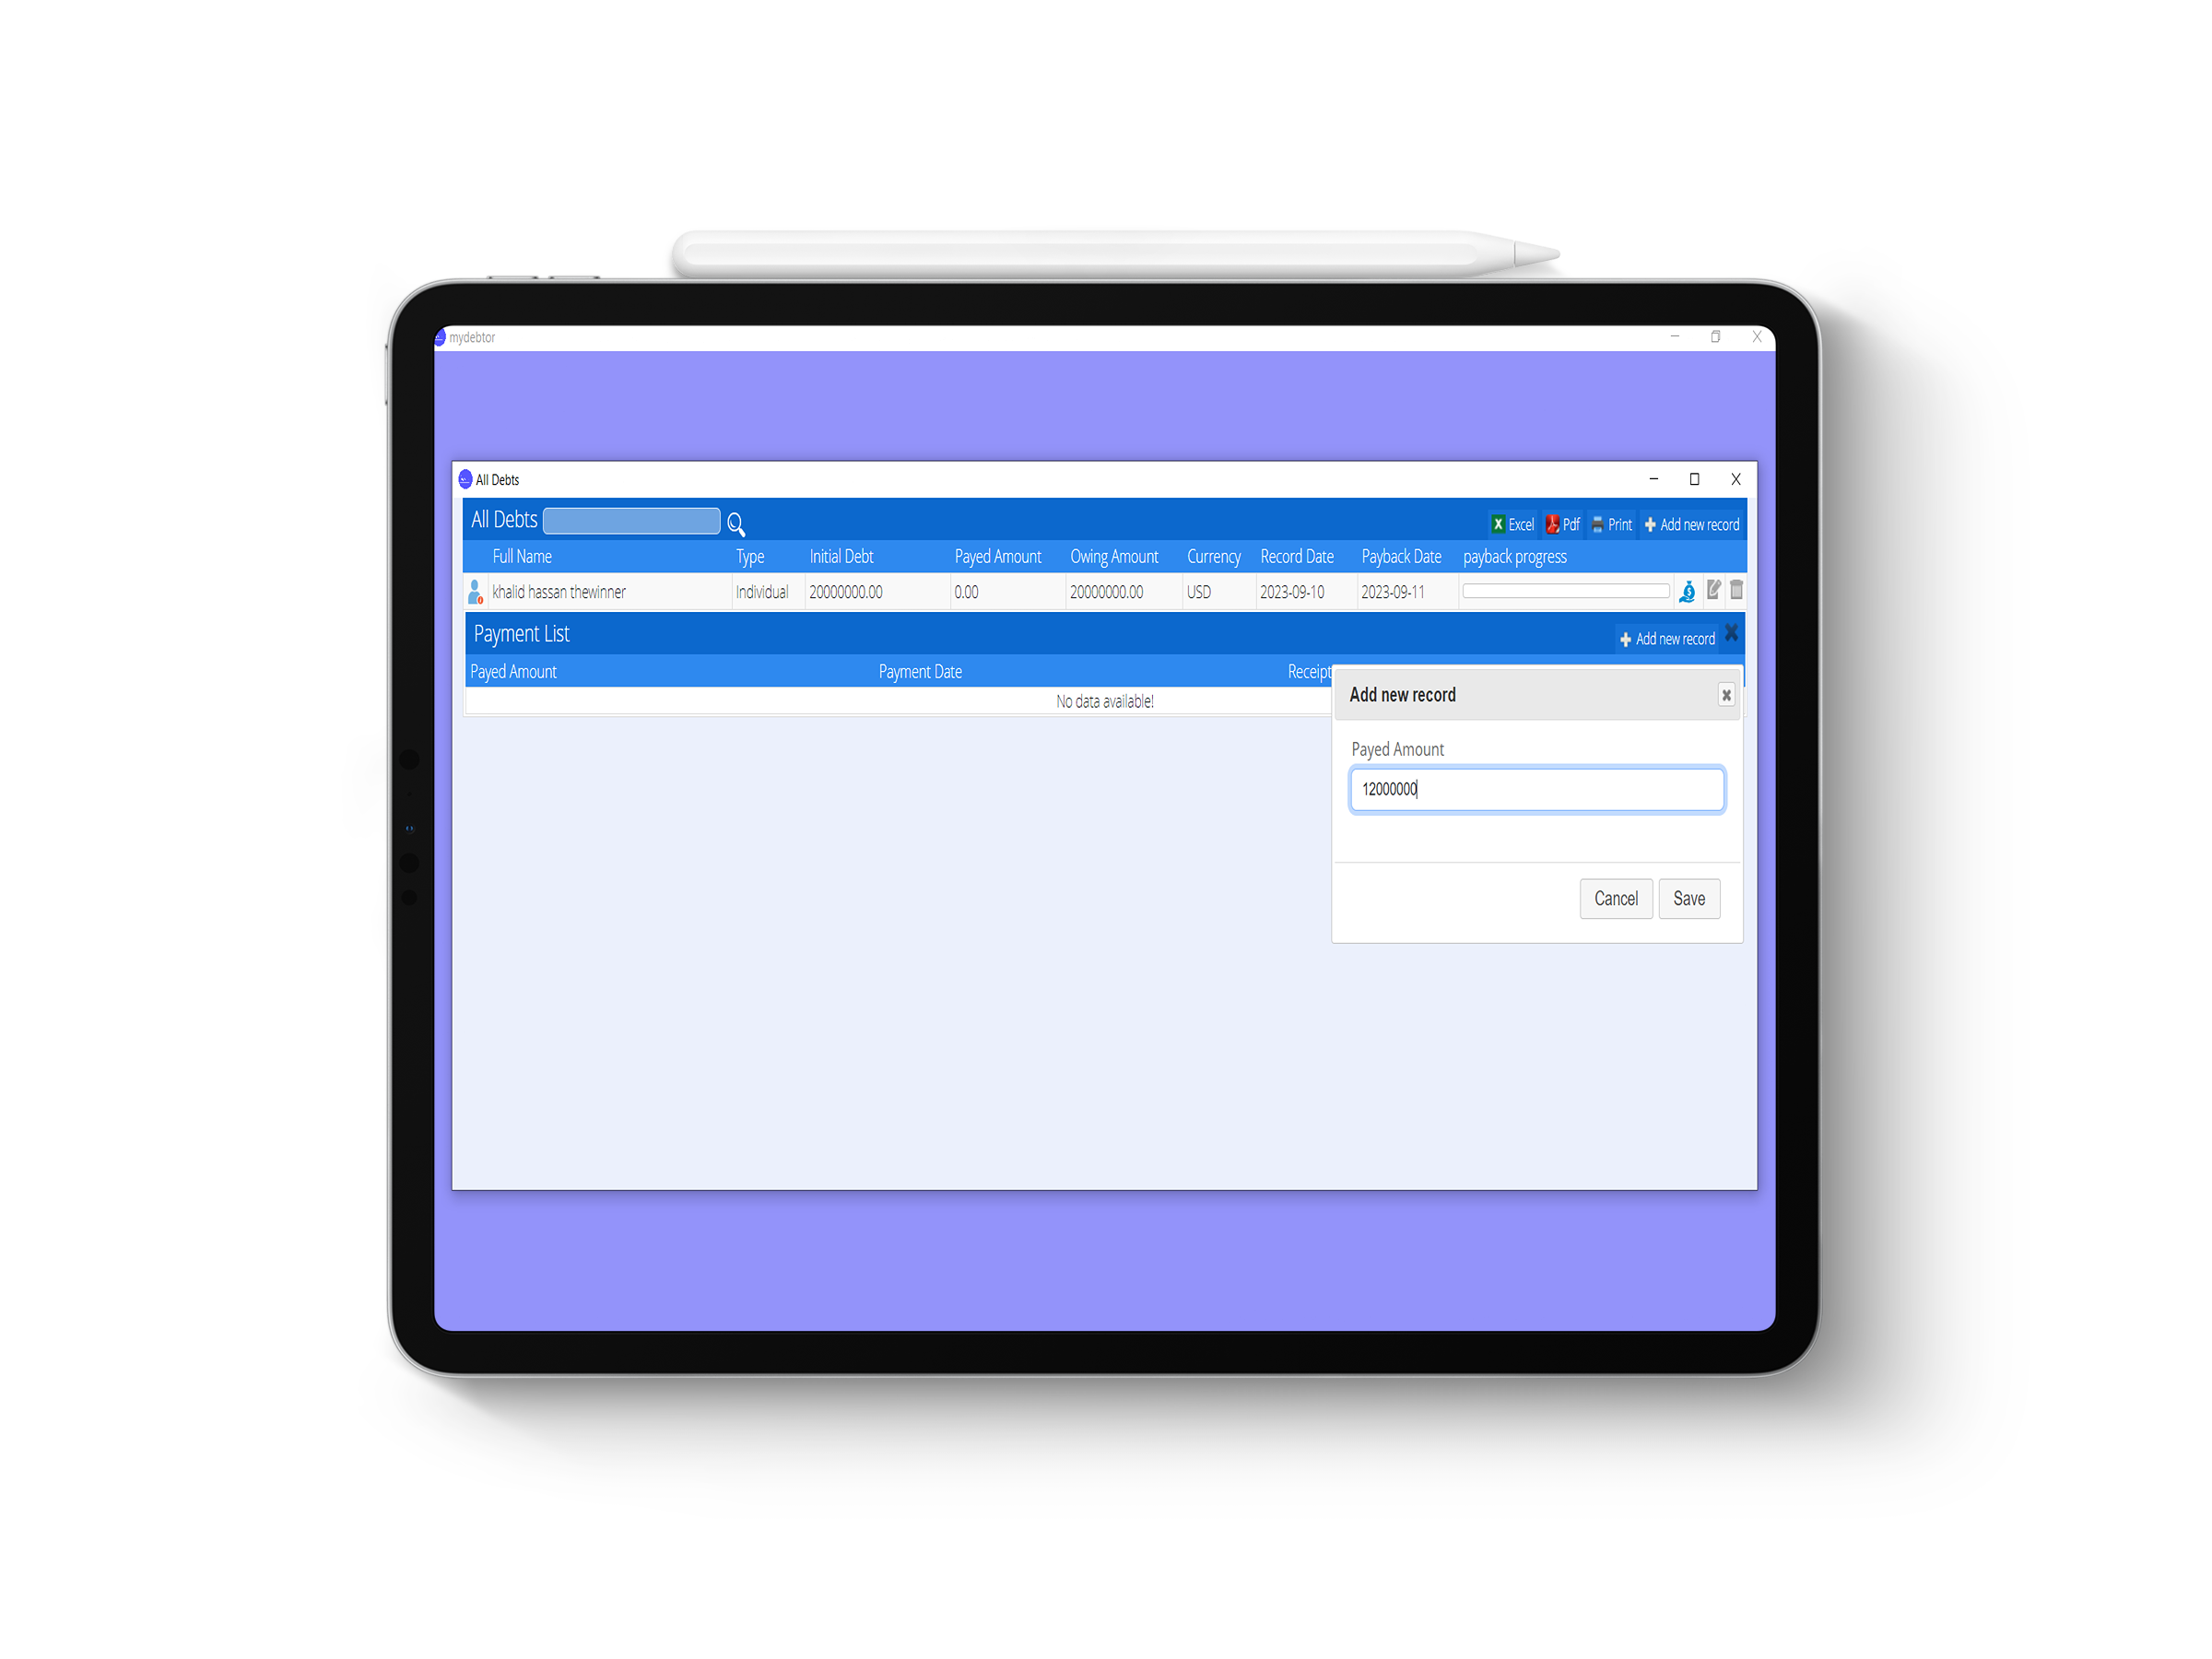 mydebtor
All Debts
All Debts Excel Pdf Print Add new record
Full Name Type Initial Debt Payed Amount Owing Amount Currency Record Date Payback Date payback progress
khalid hassan thewinner Individual 20000000.00 0.00 20000000.00 USD 2023-09-10 2023-09-11
Payment List Add new record
Payed Amount Payment Date Receipt
No data available!
Add new record
Payed Amount
12000000
Cancel Save